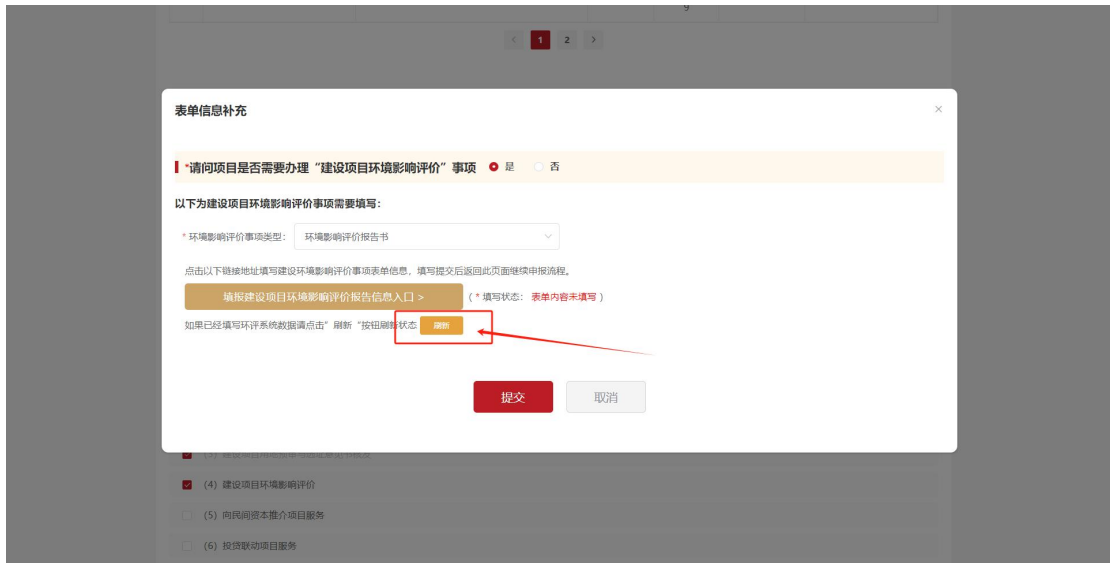 9
< 1 2 >
表单信息补充 ×
*请问项目是否需要办理“建设项目环境影响评价”事项 是 否
以下为建设项目环境影响评价事项需要填写：
* 环境影响评价事项类型： 环境影响评价报告书
点击以下链接地址填写建设环境影响评价事项表单信息，填写提交后返回此页面继续申报流程。
填报建设项目环境影响评价报告信息入口 > ( * 填写状态： 表单内容未填写 )
如果已经填写环评系统数据请点击”刷新“按钮刷新状态 刷新
提交 取消
(4) 建设项目环境影响评价
(5) 向民间资本推介项目服务
(6) 投贷联动项目服务